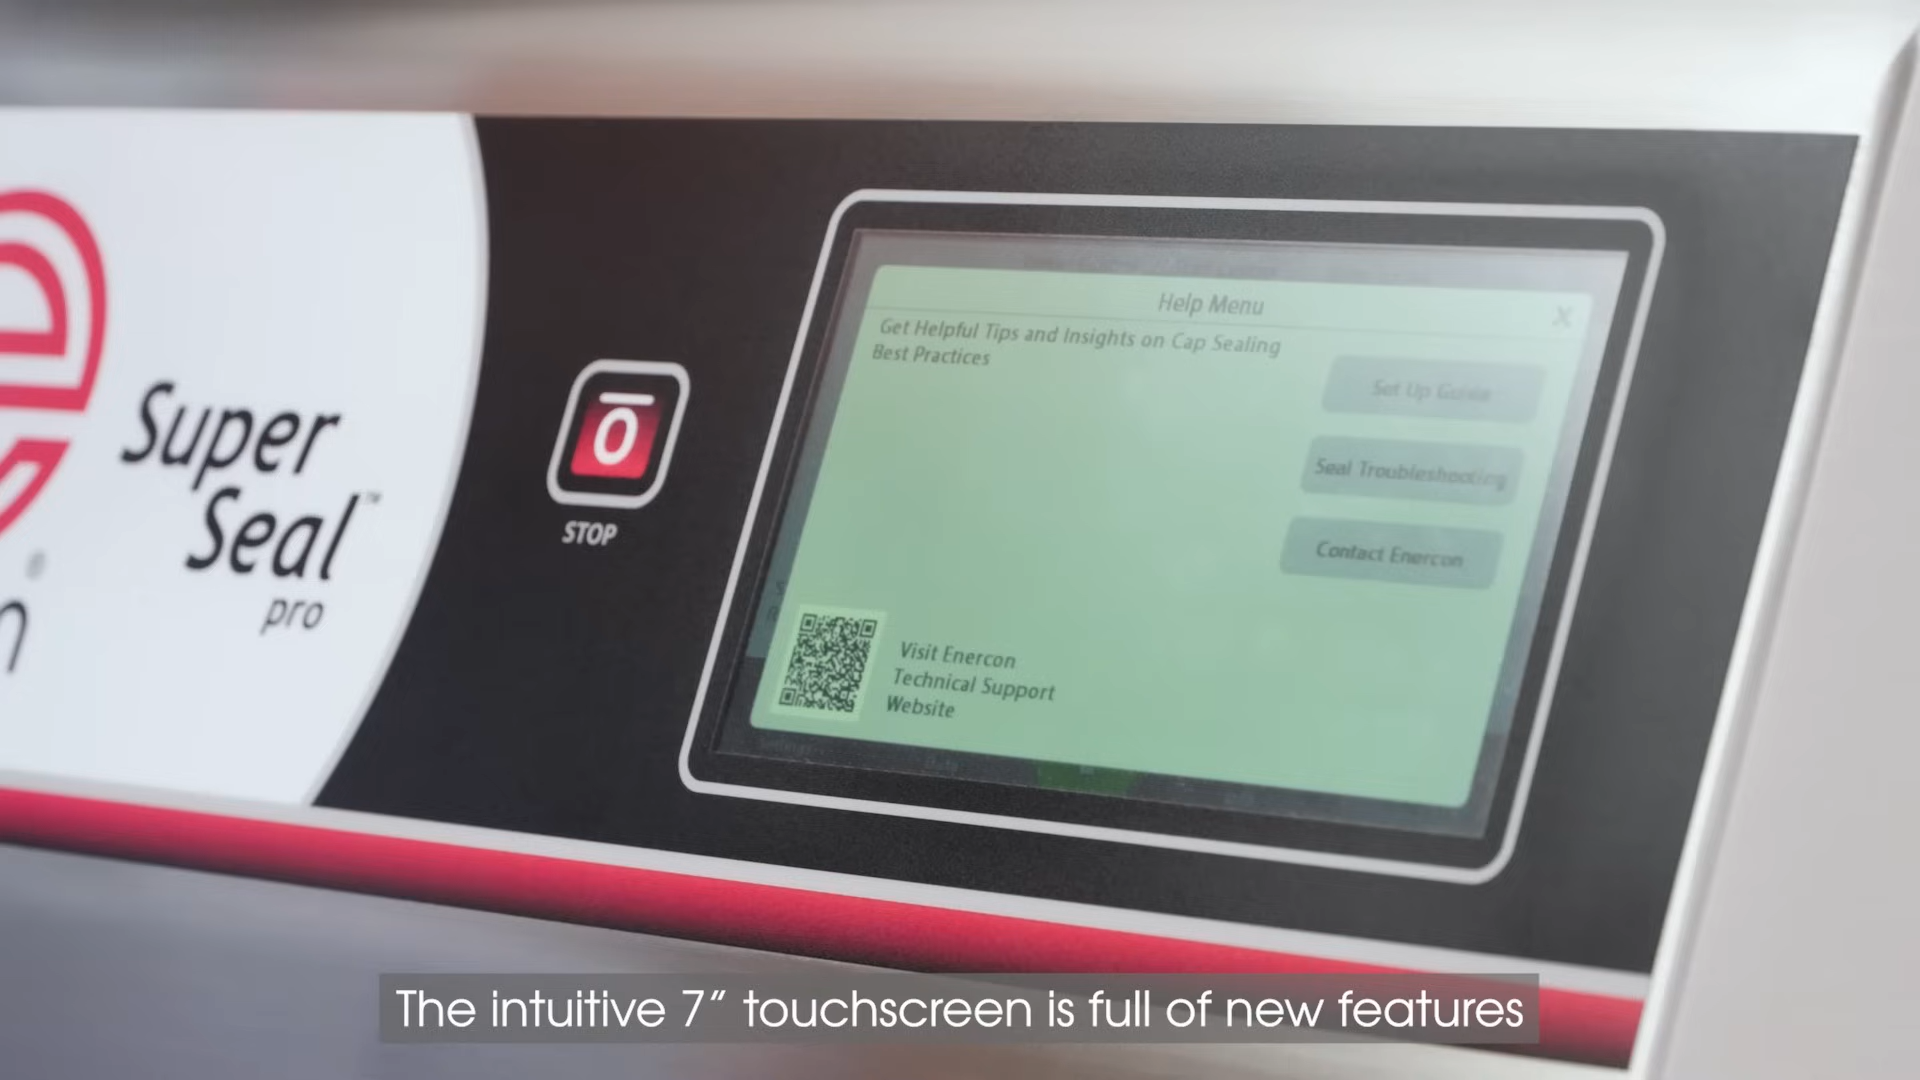 Super
Seal™
pro
®
n
STOP
Help Menu
X
Get Helpful Tips and Insights on Cap Sealing
Best Practices
Set Up Guide
Seal Troubleshooting
Contact Enercon
Visit Enercon
Technical Support
Website
The intuitive 7” touchscreen is full of new features